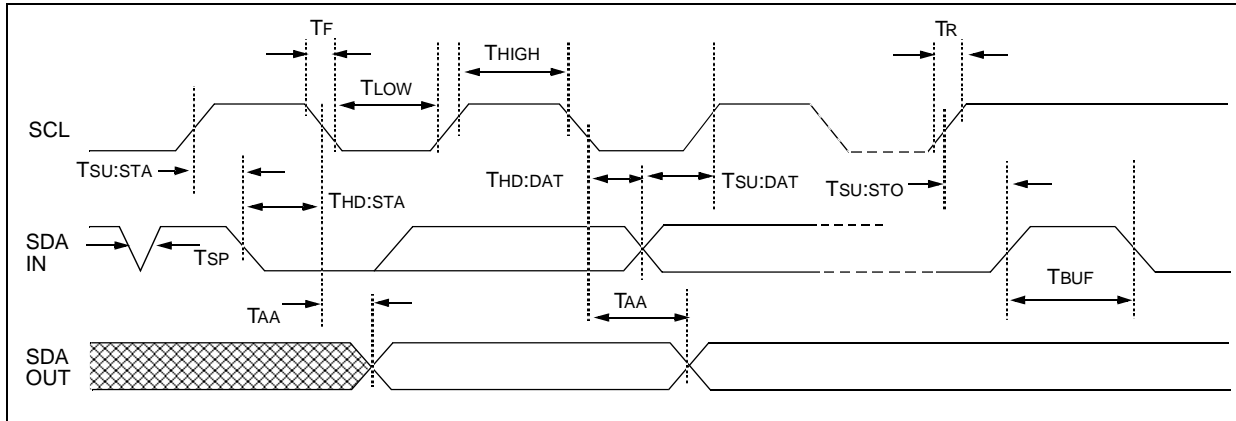 TF
TR
THIGH
TLOW
SCL
TSU:STA
THD:DAT
TSU:DAT
TSU:STO
THD:STA
SDA
IN
TSP
TBUF
TAA
TAA
SDA
OUT